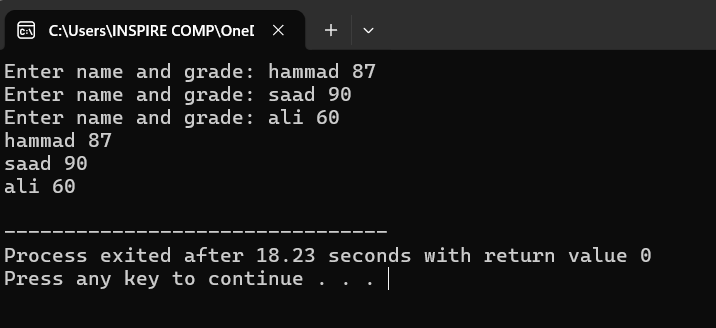 C:\Users\INSPIRE COMP\OneD
Enter name and grade: hammad 87
Enter name and grade: saad 90
Enter name and grade: ali 60
hammad 87
saad 90
ali 60
--------------------------------
Process exited after 18.23 seconds with return value 0
Press any key to continue . . .